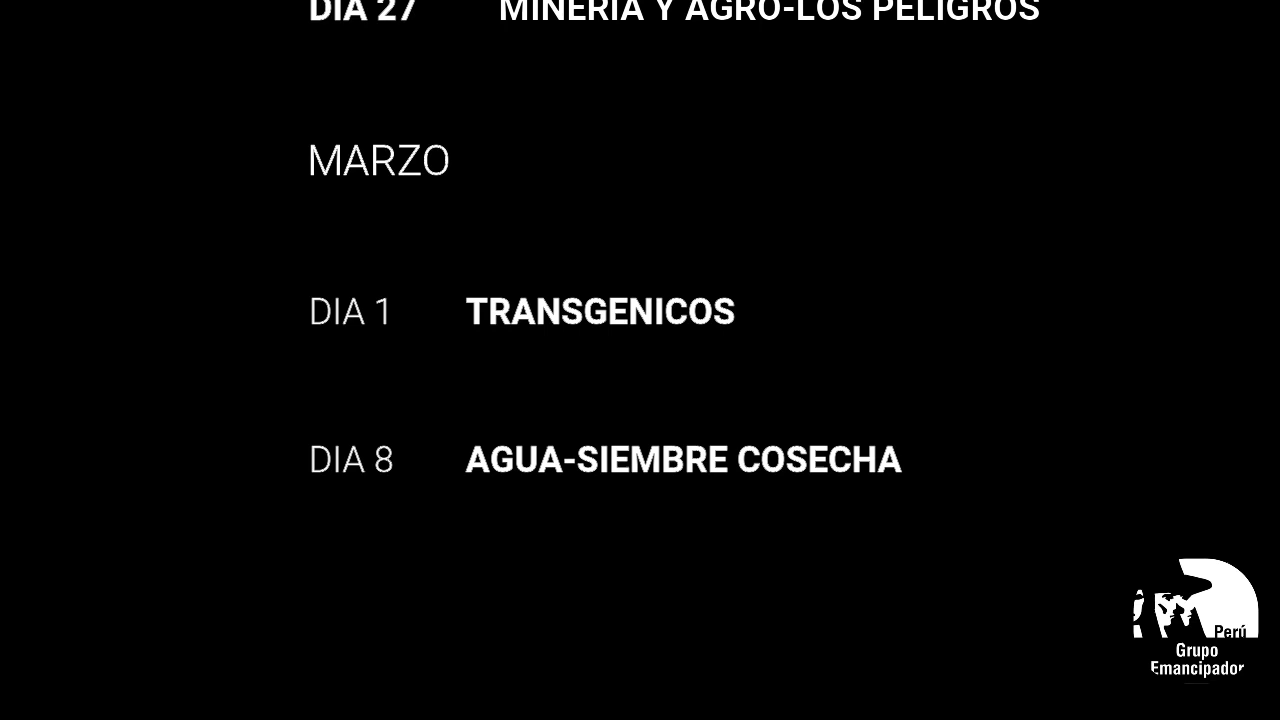 DIA 27 MINERIA Y AGRO-LOS PELIGROS
MARZO
DIA 1 TRANSGENICOS
DIA 8 AGUA-SIEMBRE COSECHA
Perú
Grupo
Emancipador